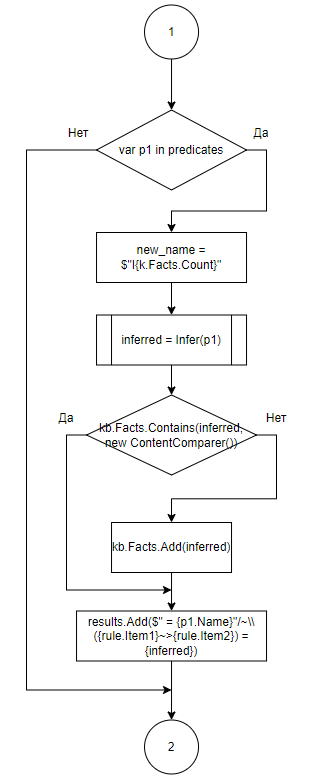 1
Нет
Да
var p1 in predicates
new_name =
$"I{k.Facts.Count}"
inferred = Infer(p1)
Да
Нет
kb.Facts.Contains(inferred,
new ContentComparer())
kb.Facts.Add(inferred)
results.Add($" = {p1.Name}"/~\\
({rule.Item1}~>{rule.Item2}) =
{inferred})
2